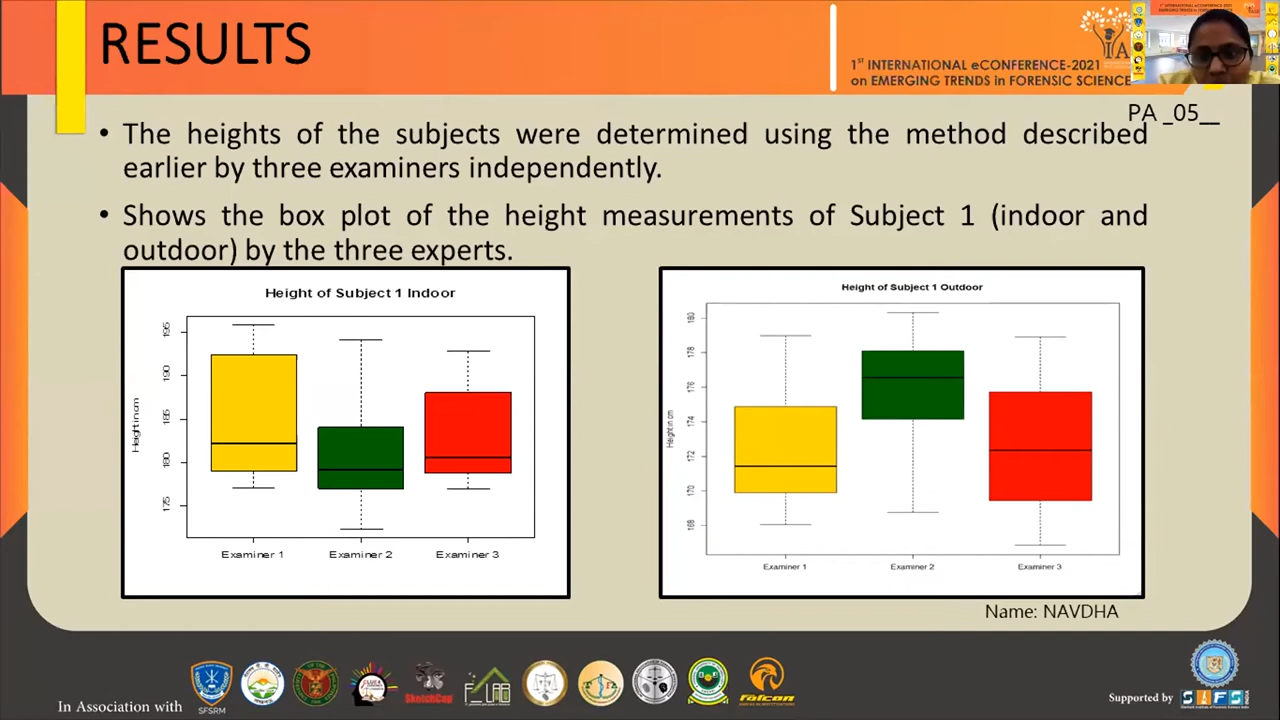 RESULTS
1ST INTERNATIONAL eCONFERENCE-2021
on EMERGING TRENDS in FORENSIC SCIENCE
PA _05__
• The heights of the subjects were determined using the method described
earlier by three examiners independently.
• Shows the box plot of the height measurements of Subject 1 (indoor and
outdoor) by the three experts.
Height of Subject 1 Indoor
Height in cm
195
190
185
180
175
Examiner 1 Examiner 2 Examiner 3
Height of Subject 1 Outdoor
Height in cm
180
178
176
174
172
170
168
Examiner 1 Examiner 2 Examiner 3
Name: NAVDHA
In Association with
SFSRM
SketchCop
F LAB
falcon
Supported by
SIFS